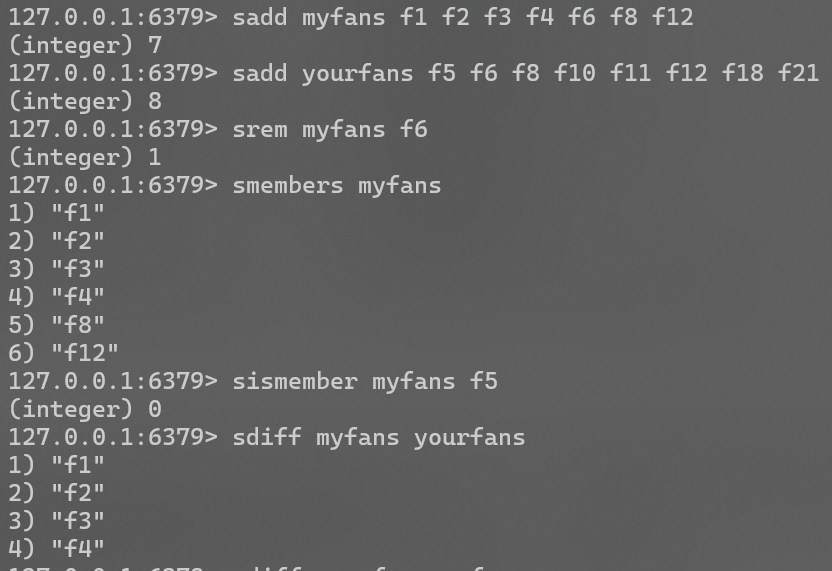 127.0.0.1:6379> sadd myfans f1 f2 f3 f4 f6 f8 f12
(integer) 7
127.0.0.1:6379> sadd yourfans f5 f6 f8 f10 f11 f12 f18 f21
(integer) 8
127.0.0.1:6379> srem myfans f6
(integer) 1
127.0.0.1:6379> smembers myfans
1) "f1"
2) "f2"
3) "f3"
4) "f4"
5) "f8"
6) "f12"
127.0.0.1:6379> sismember myfans f5
(integer) 0
127.0.0.1:6379> sdiff myfans yourfans
1) "f1"
2) "f2"
3) "f3"
4) "f4"